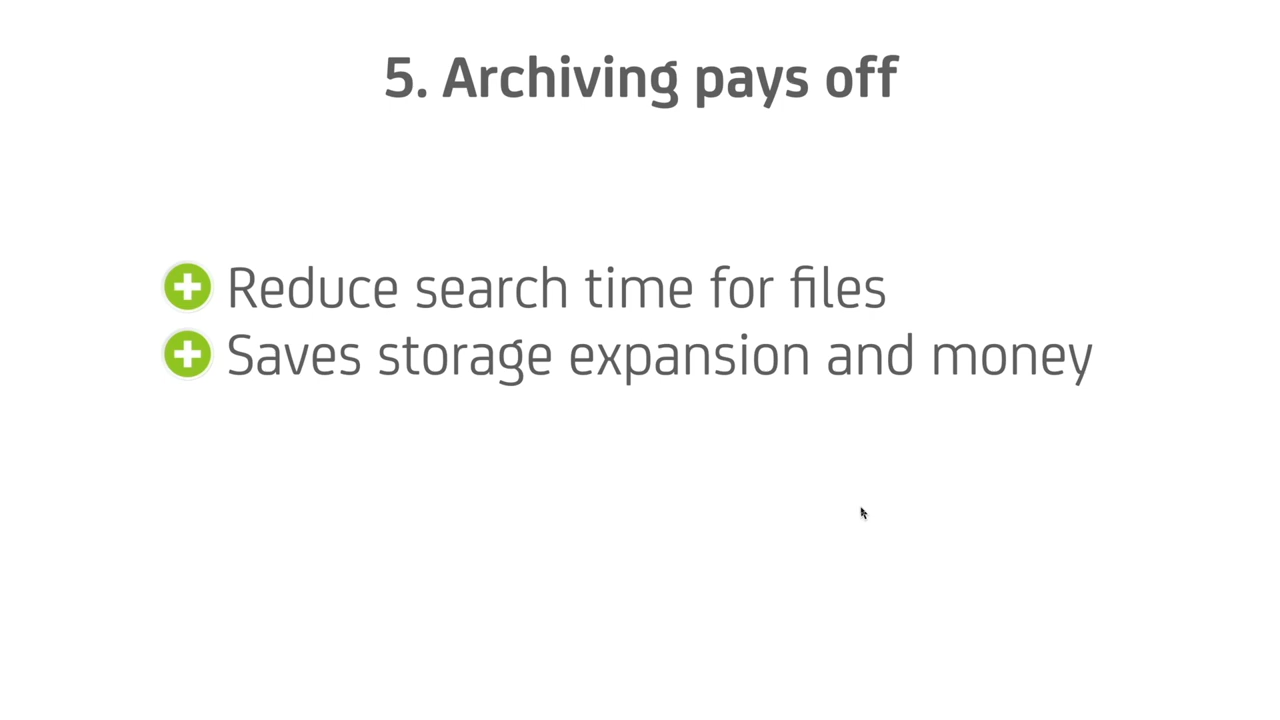 5. Archiving pays off
Reduce search time for files
Saves storage expansion and money